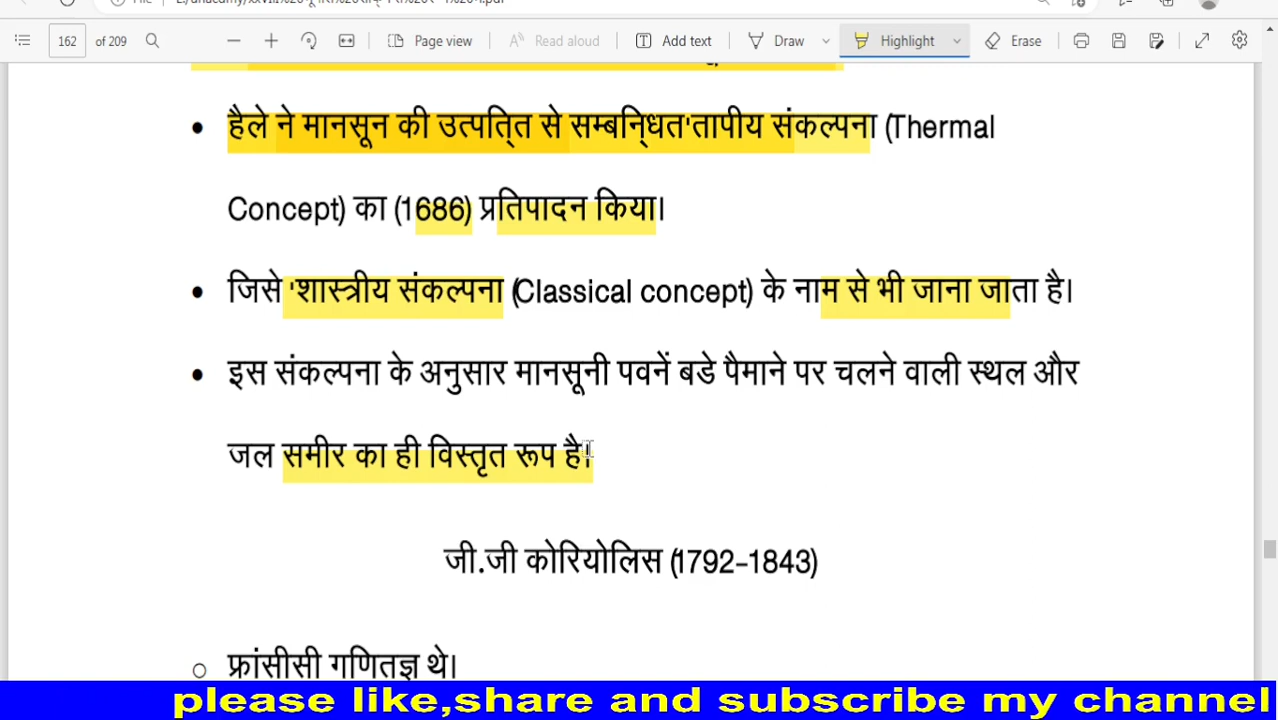 162 of 209 Page view Read aloud Add text Draw Highlight Erase
• हैले ने मानसून की उत्पत्ति से सम्बन्धित'तापीय संकल्पना (Thermal
Concept) का (1686) प्रतिपादन किया।
• जिसे 'शास्त्रीय संकल्पना (Classical concept) के नाम से भी जाना जाता है।
• इस संकल्पना के अनुसार मानसूनी पवनें बडे पैमाने पर चलने वाली स्थल और
जल समीर का ही विस्तृत रूप है।
जी.जी कोरियोलिस (1792-1843)
○ फ्रांसीसी गणितज्ञ थे।
please like,share and subscribe my channel